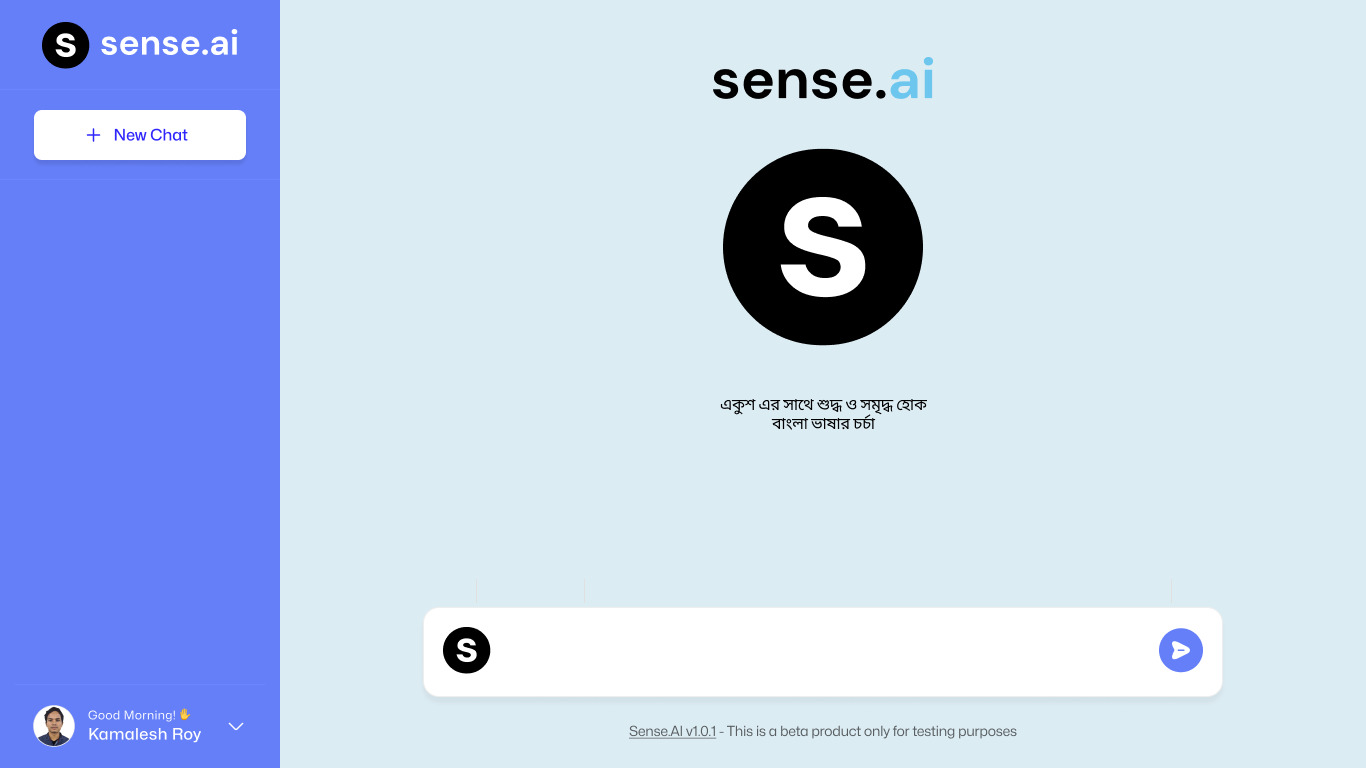 S sense.ai
New Chat
sense.ai
S
একুশ এর সাথে শুদ্ধ ও সমৃদ্ধ হোক
বাংলা ভাষার চর্চা
S
Good Morning!
Kamalesh Roy
Sense.AI v1.0.1 - This is a beta product only for testing purposes